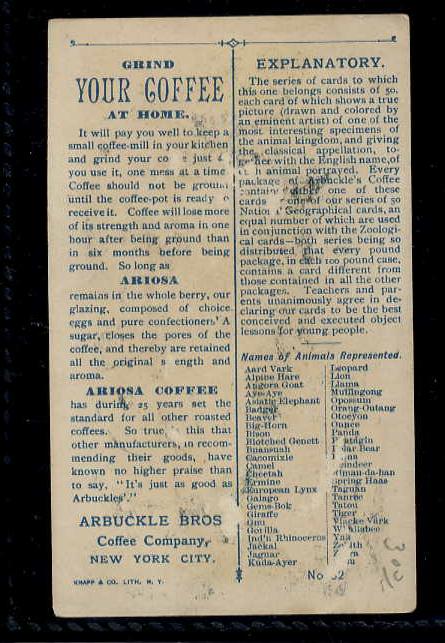 GRIND
YOUR COFFEE
AT HOME.
It will pay you well to keep a
small coffee-mill in your kitchen
and grind your co e just
you use it, one mess at a time
Coffee should not be groun
until the coffee-pot is ready
receive it. Coffee will lose more
of its strength and aroma in one
hour after being ground than
in six months before being
ground. So long as
ARIOSA
remains in the whole berry, our
glazing, composed of choice
eggs and pure confectioners' A
sugar, closes the pores of the
coffee, and thereby are retained
all the original s ength and
aroma.
ARIOSA COFFEE
has during 25 years set the
standard for all other roasted
coffees. So true, this that
other manufacturers, in recom-
mending their goods, have
known no higher praise than
to say, "It's just as good as
Arbuckles'."
ARBUCKLE BROS
Coffee Company,
NEW YORK CITY.
KNAPP & CO. LITH. N. Y.
EXPLANATORY.
The series of cards to which
this one belongs consists of 50,
each card of which shows a true
picture (drawn and colored by
an eminent artist) of one of the
most interesting specimens of
the animal kingdom, and giving
the classical appellation, to-
gether with the English name, of
animal portrayed. Every
package of Arbuckle's Coffee
contain either one of these
cards one of our series of 50
Nation Geographical cards, an
equal number of which are used
in conjunction with the Zoologi-
cal cards—both series being so
distributed that every pound
package, in each 100 pound case,
contains a card different from
those contained in all the other
packages. Teachers and par-
ents unanimously agree in de-
claring our cards to be the best
conceived and executed object
lessons for young people.
Names of Animals Represented.
Aard Vark
Alpine Hare
Angora Goat
Aye-Aye
Asiatic Elephant
Badger
Beaver
Big-Horn
Bison
Blotched Genett
Buansuah
Cacomixle
Camel
Cheetah
Ermine
European Lynx
Galago
Gems-Bok
Giraffe
Gnu
Gorilla
Ind'n Rhinoceros
Jackal
Jaguar
Kuda-Ayer
Leopard
Lion
Llama
Mufflngong
Opossum
Orang-Outang
Otocyon
Ounce
Panda
Pangolin
Polar Bear
Reindeer
Spring Haas
Taguan
Tanrec
Tatou
Tiger
Vlacke Vark
Yak
No 52